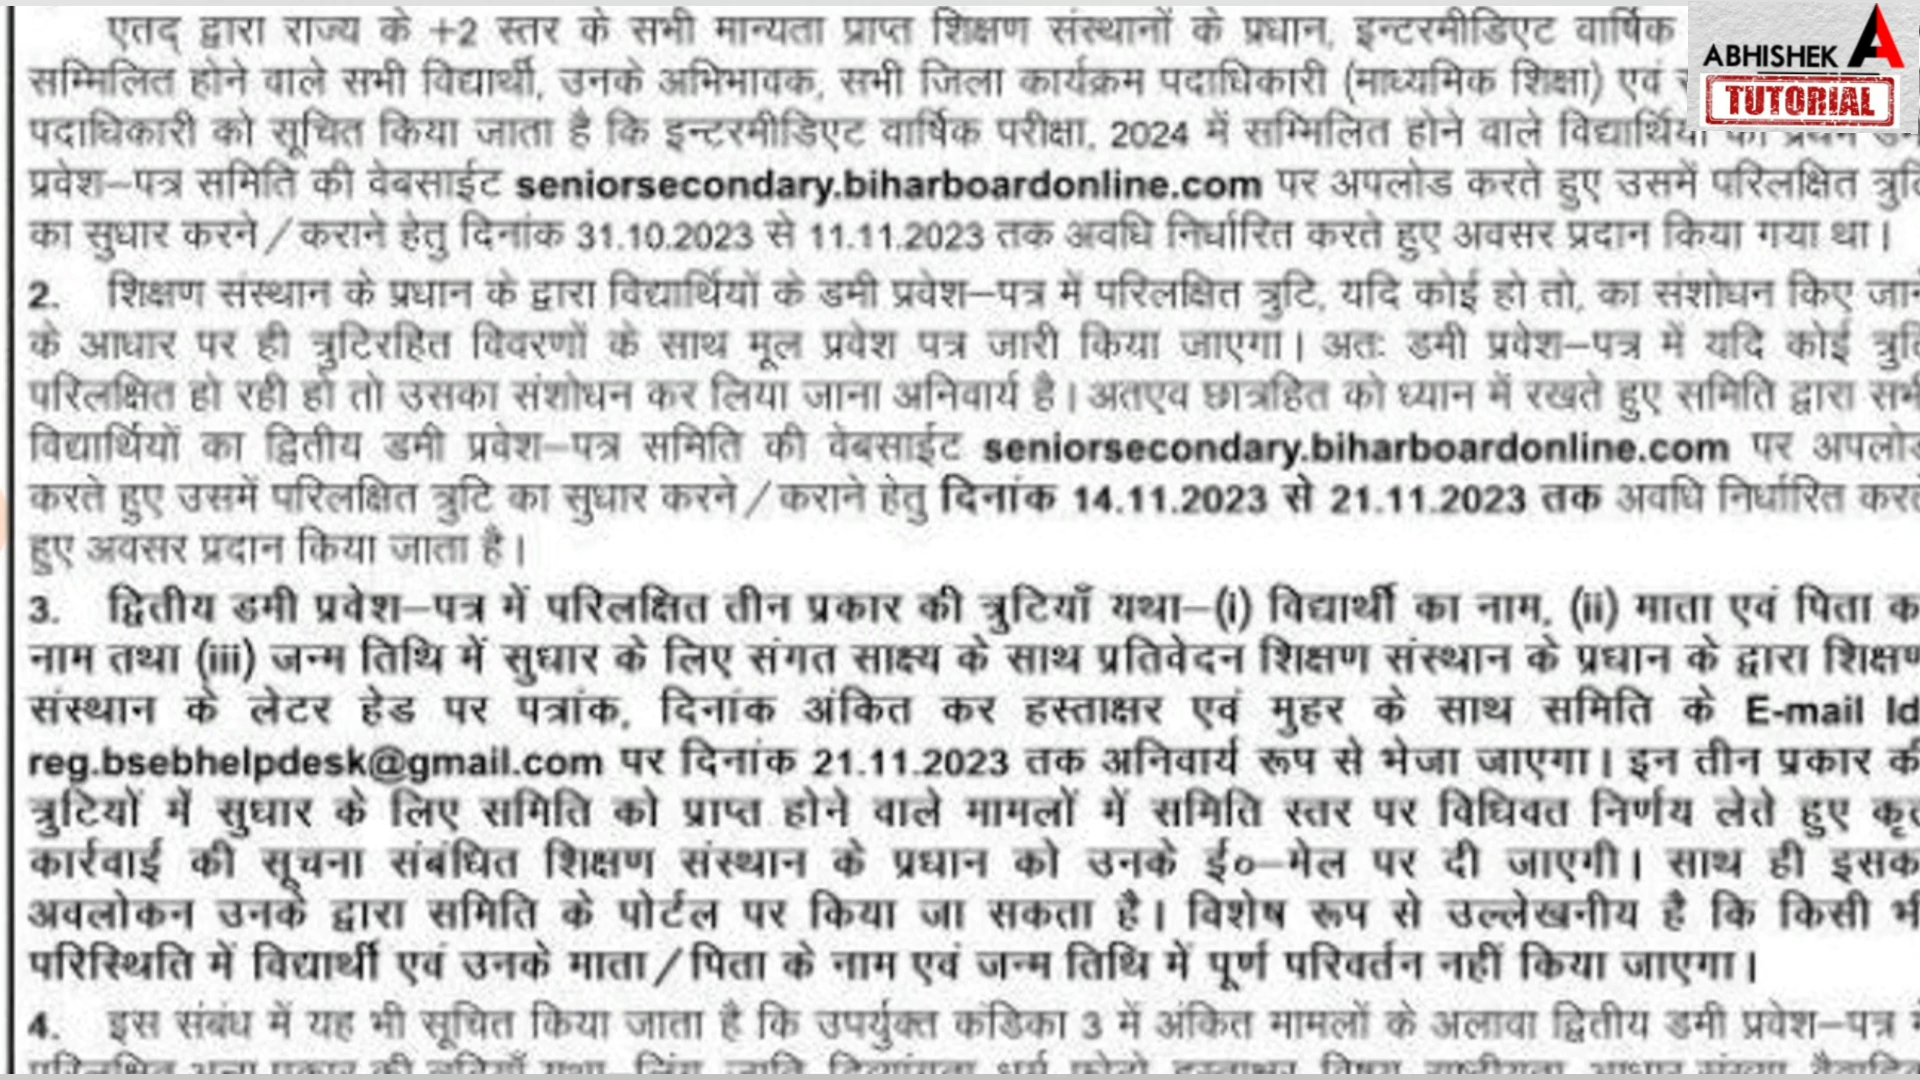 एतद् द्वारा राज्य के +2 स्तर के सभी मान्यता प्राप्त शिक्षण संस्थानों के प्रधान, इन्टरमीडिएट वार्षिक
सम्मिलित होने वाले सभी विद्यार्थी, उनके अभिभावक, सभी जिला कार्यक्रम पदाधिकारी (माध्यमिक शिक्षा) एवं
पदाधिकारी को सूचित किया जाता है कि इन्टरमीडिएट वार्षिक परीक्षा, 2024 में सम्मिलित होने वाले
प्रवेश–पत्र समिति की वेबसाईट seniorsecondary.biharboardonline.com पर अपलोड करते हुए उसमें परिलक्षित
का सुधार करने/कराने हेतु दिनांक 31.10.2023 से 11.11.2023 तक अवधि निर्धारित करते हुए अवसर प्रदान किया गया था।
2. शिक्षण संस्थान के प्रधान के द्वारा विद्यार्थियों के डमी प्रवेश–पत्र में परिलक्षित त्रुटि, यदि कोई हो तो, का संशोधन किए
के आधार पर ही त्रुटिरहित विवरणों के साथ मूल प्रवेश पत्र जारी किया जाएगा। अतः डमी प्रवेश–पत्र में यदि कोई
परिलक्षित हो रही हो तो उसका संशोधन कर लिया जाना अनिवार्य है। अतएव छात्रहित को ध्यान में रखते हुए समिति द्वारा
विद्यार्थियों का द्वितीय डमी प्रवेश–पत्र समिति की वेबसाईट seniorsecondary.biharboardonline.com पर
करते हुए उसमें परिलक्षित त्रुटि का सुधार करने/कराने हेतु दिनांक 14.11.2023 से 21.11.2023 तक अवधि निर्धारित
हुए अवसर प्रदान किया जाता है।
3. द्वितीय डमी प्रवेश–पत्र में परिलक्षित तीन प्रकार की त्रुटियाँ यथा–(i) विद्यार्थी का नाम, (ii) माता एवं पिता
नाम तथा (iii) जन्म तिथि में सुधार के लिए संगत साक्ष्य के साथ प्रतिवेदन शिक्षण संस्थान के प्रधान के द्वारा
संस्थान के लेटर हेड पर पत्रांक, दिनांक अंकित कर हस्ताक्षर एवं मुहर के साथ समिति के E-mail Id
reg.bsebhelpdesk@gmail.com पर दिनांक 21.11.2023 तक अनिवार्य रूप से भेजा जाएगा। इन तीन प्रकार
त्रुटियों में सुधार के लिए समिति को प्राप्त होने वाले मामलों में समिति स्तर पर विधिवत निर्णय लेते हुए
कार्रवाई की सूचना संबंधित शिक्षण संस्थान के प्रधान को उनके ई०–मेल पर दी जाएगी। साथ ही
अवलोकन उनके द्वारा समिति के पोर्टल पर किया जा सकता है। विशेष रूप से उल्लेखनीय है कि किसी
परिस्थिति में विद्यार्थी एवं उनके माता/पिता के नाम एवं जन्म तिथि में पूर्ण परिवर्तन नहीं किया जाएगा।
4. इस संबंध में यह भी सूचित किया जाता है कि उपर्युक्त कंडिका 3 में अंकित मामलों के अलावा द्वितीय डमी प्रवेश–पत्र
ABHISHEK A
TUTORIAL